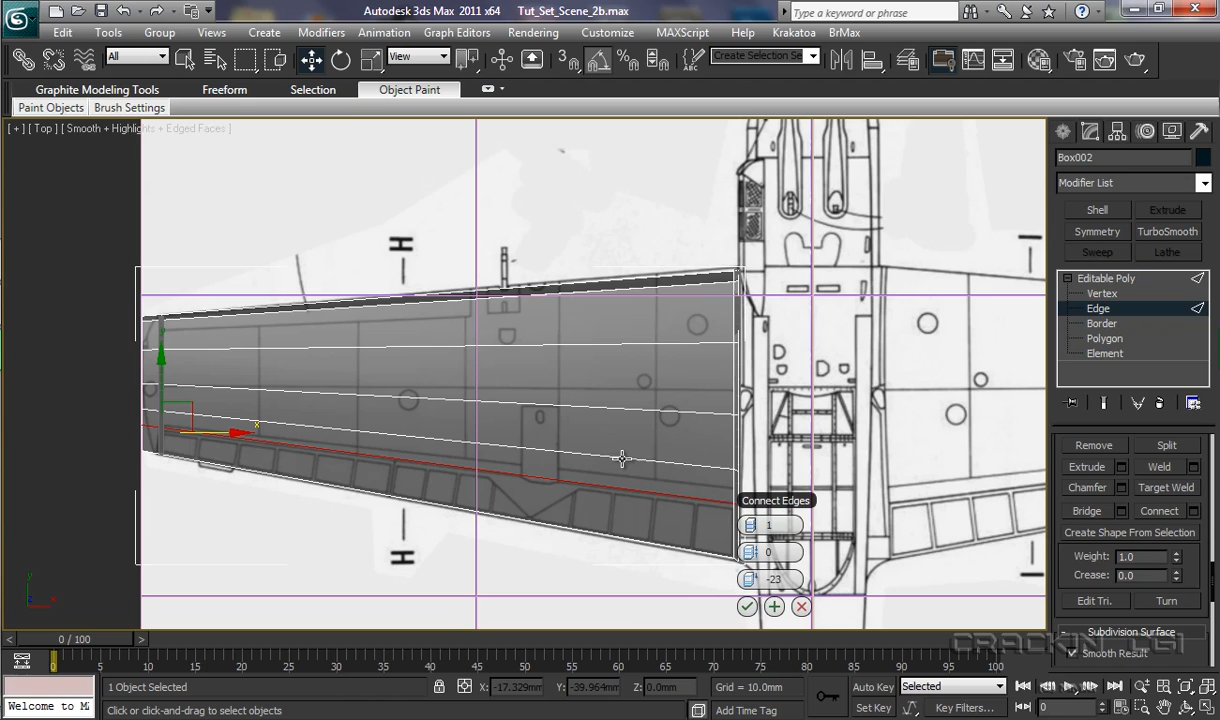 Autodesk 3ds Max 2011 x64 Tut_Set_Scene_2b.max
Type a keyword or phrase
Edit Tools Group Views Create Modifiers Animation Graph Editors Rendering Customize MAXScript Help Krakatoa BrMax
All View Create Selection Se
Graphite Modeling Tools Freeform Selection Object Paint
Paint Objects Brush Settings
[ + ] [ Top ] [ Smooth + Highlights + Edged Faces ]
Box002
Modifier List
Shell Extrude
Symmetry TurboSmooth
Sweep Lathe
Editable Poly
Vertex
Edge
Border
Polygon
Element
H
H
x
Connect Edges
1
0
-23
Remove Split
Extrude Weld
Chamfer Target Weld
Bridge Connect
Create Shape From Selection
Weight: 1.0
Crease: 0.0
Edit Tri. Turn
Subdivision Surface
Smooth Result
CRACKIN CGI
y
x
0 / 100
0 5 10 15 20 25 30 35 40 45 50 55 60 65 70 75 80 85 90 95 100
1 Object Selected X: -17.329mm Y: -39.964mm Z: 0.0mm Grid = 10.0mm Auto Key Selected
Welcome to MA Click or click-and-drag to select objects Add Time Tag Set Key Key Filters... 0